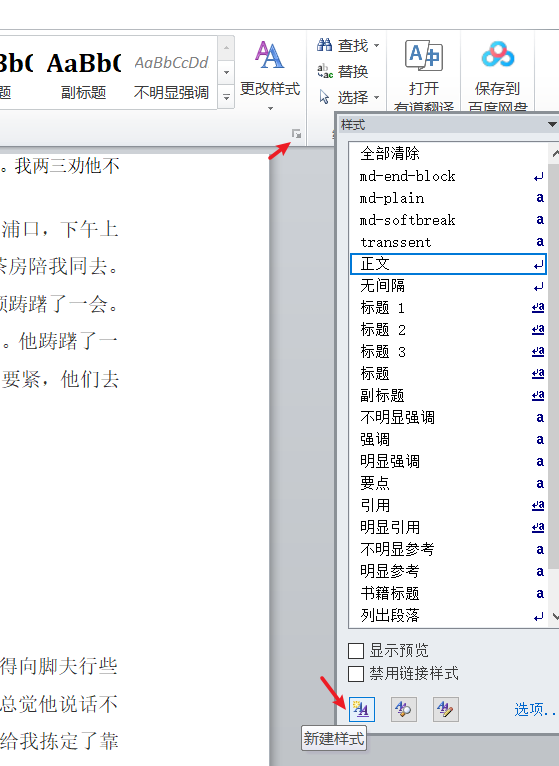 AaBbC
AaBbCcDd
题
副标题
不明显强调
更改样式
查找
替换
选择
打开
有道翻译
保存到
百度网盘
。我两三劝他不
浦口，下午上
茶房陪我同去。
颇踌躇了一会。
。他踌躇了一
要紧，他们去
得向脚夫行些
总觉他说话不
给我拣定了靠
样式
全部清除
md-end-block
md-plain
md-softbreak
transsent
正文
无间隔
标题 1
标题 2
标题 3
标题
副标题
不明显强调
强调
明显强调
要点
引用
明显引用
不明显参考
明显参考
书籍标题
列出段落
显示预览
禁用链接样式
选项..
新建样式